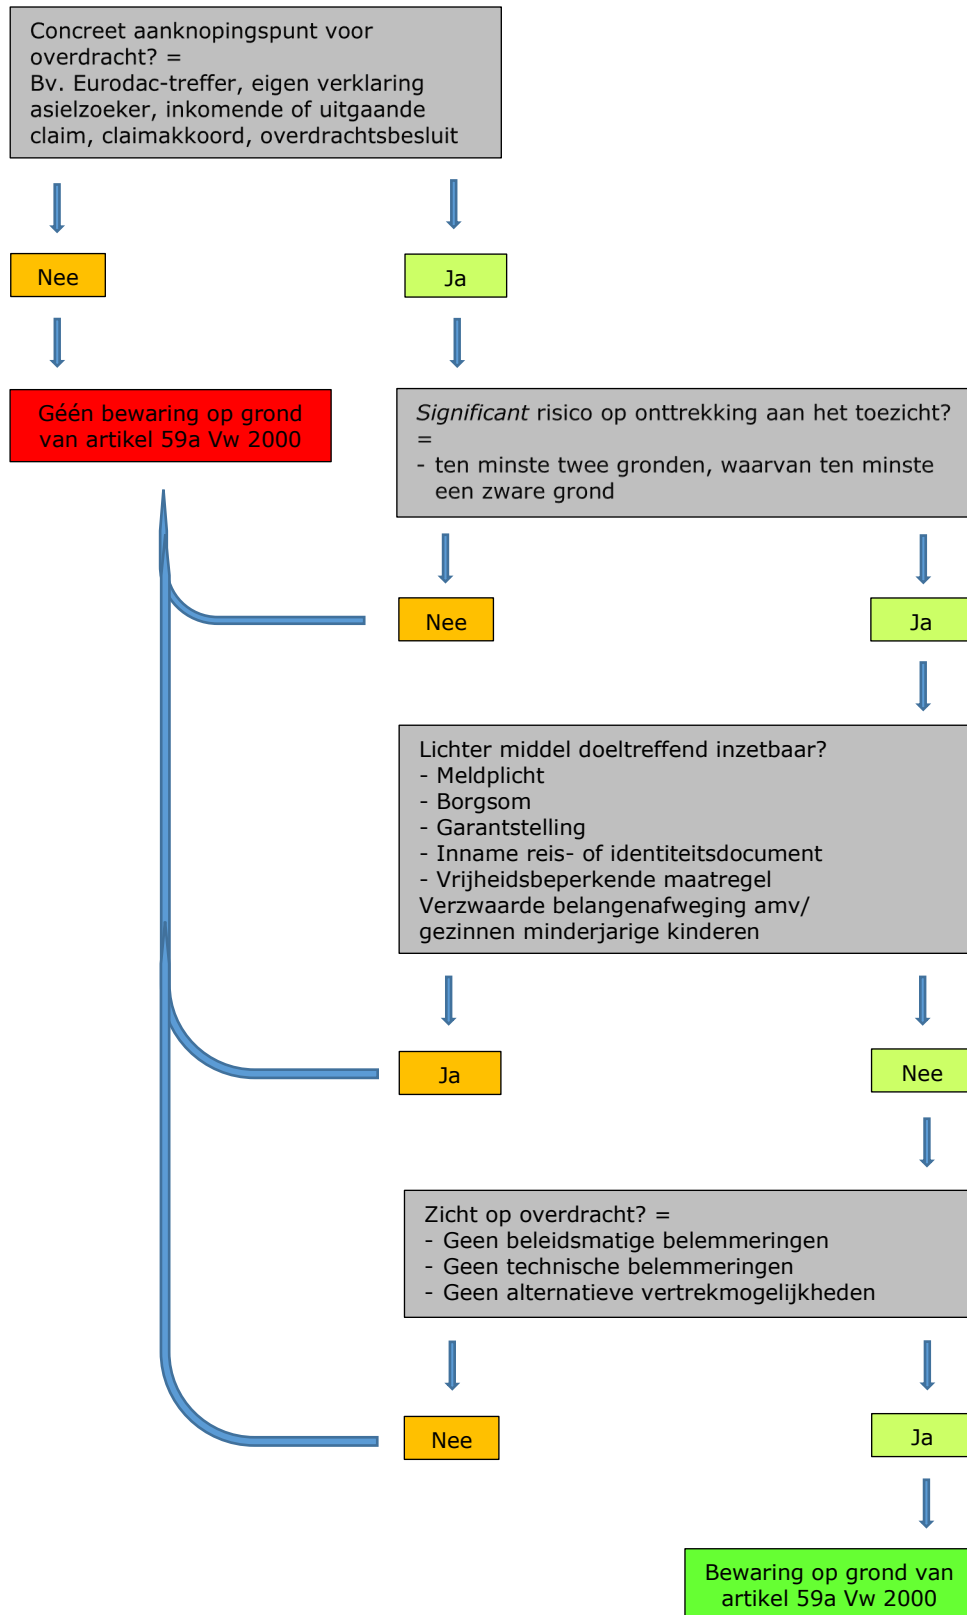 Concreet aanknopingspunt voor
overdracht? =
Bv. Eurodac-treffer, eigen verklaring
asielzoeker, inkomende of uitgaande
claim, claimakkoord, overdrachtsbesluit
Nee
Ja
Géén bewaring op grond
van artikel 59a Vw 2000
Significant risico op onttrekking aan het toezicht?
=
- ten minste twee gronden, waarvan ten minste
een zware grond
Nee
Ja
Lichter middel doeltreffend inzetbaar?
- Meldplicht
- Borgsom
- Garantstelling
- Inname reis- of identiteitsdocument
- Vrijheidsbeperkende maatregel
Verzwaarde belangenafweging amv/
gezinnen minderjarige kinderen
Ja
Nee
Zicht op overdracht? =
- Geen beleidsmatige belemmeringen
- Geen technische belemmeringen
- Geen alternatieve vertrekmogelijkheden
Nee
Ja
Bewaring op grond van
artikel 59a Vw 2000